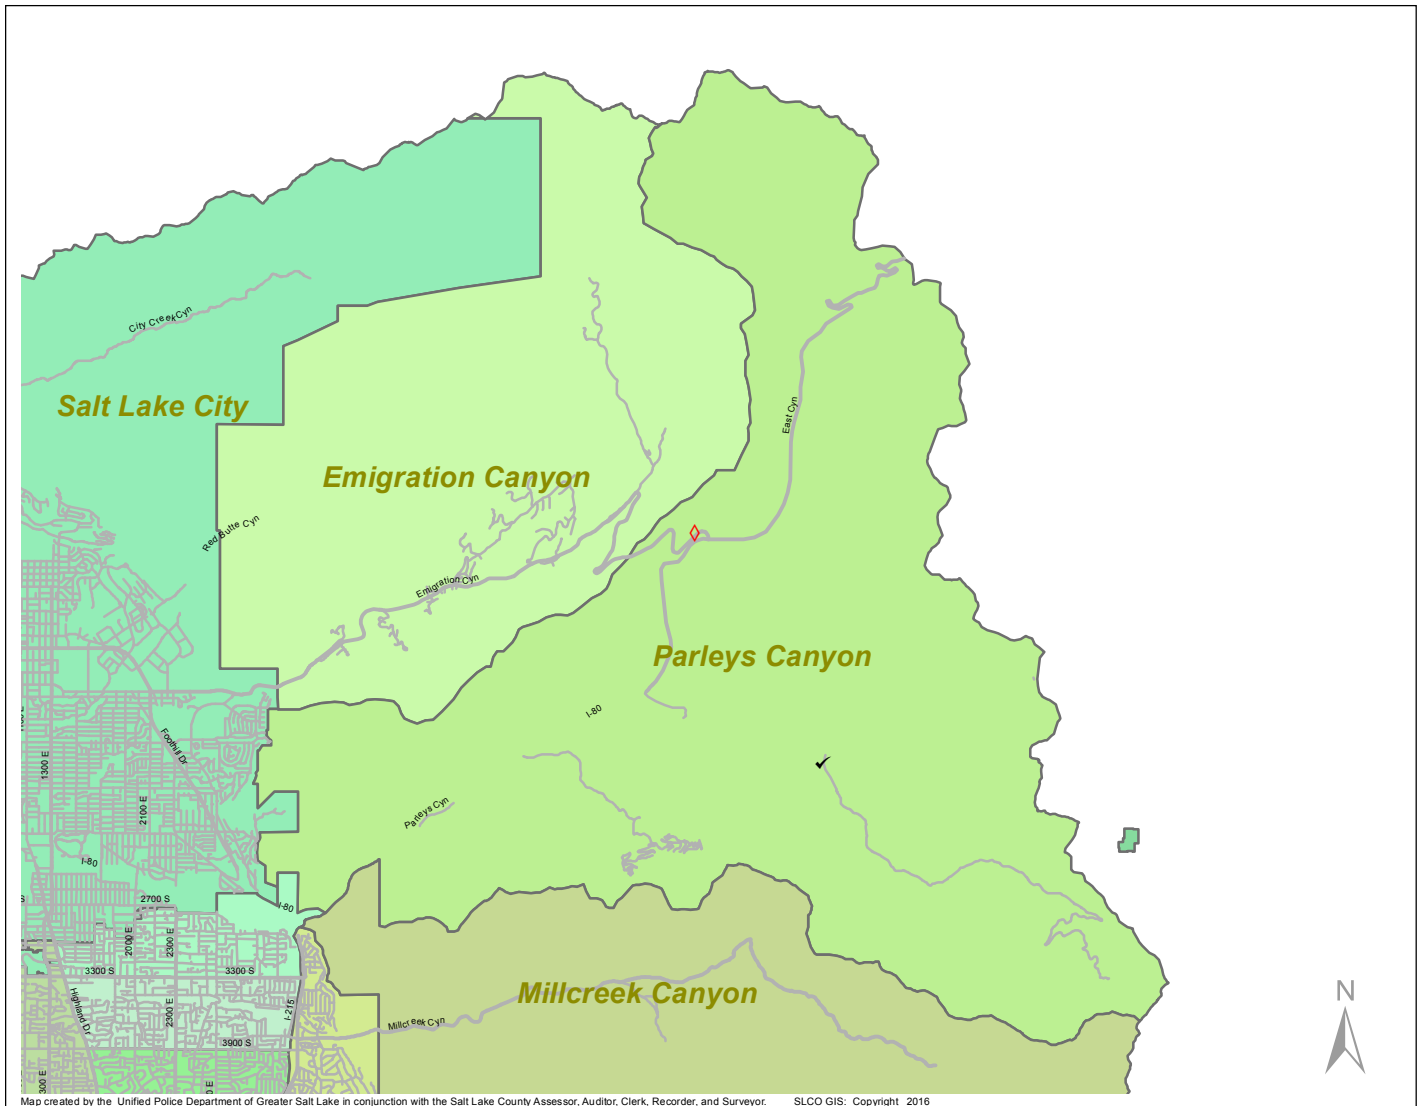 City Creek Cyn
Salt Lake City
East Cyn
Emigration Canyon
Red Butte Cyn
Emigration Cyn
Parleys Canyon
I-80
Foothill Dr
1300 E
2100 E
Parleys Cyn
I-80
2700 S
S
I-80
2000 E
2300 E
3300 S
3300 S
Highland Dr
2300 E
I-215
Millcreek Canyon
N
Millcreek Cyn
3900 S
300 E
0 E
Map created by the Unified Police Department of Greater Salt Lake in conjunction with the Salt Lake County Assessor, Auditor, Clerk, Recorder, and Surveyor. SLCO GIS: Copyright 2016